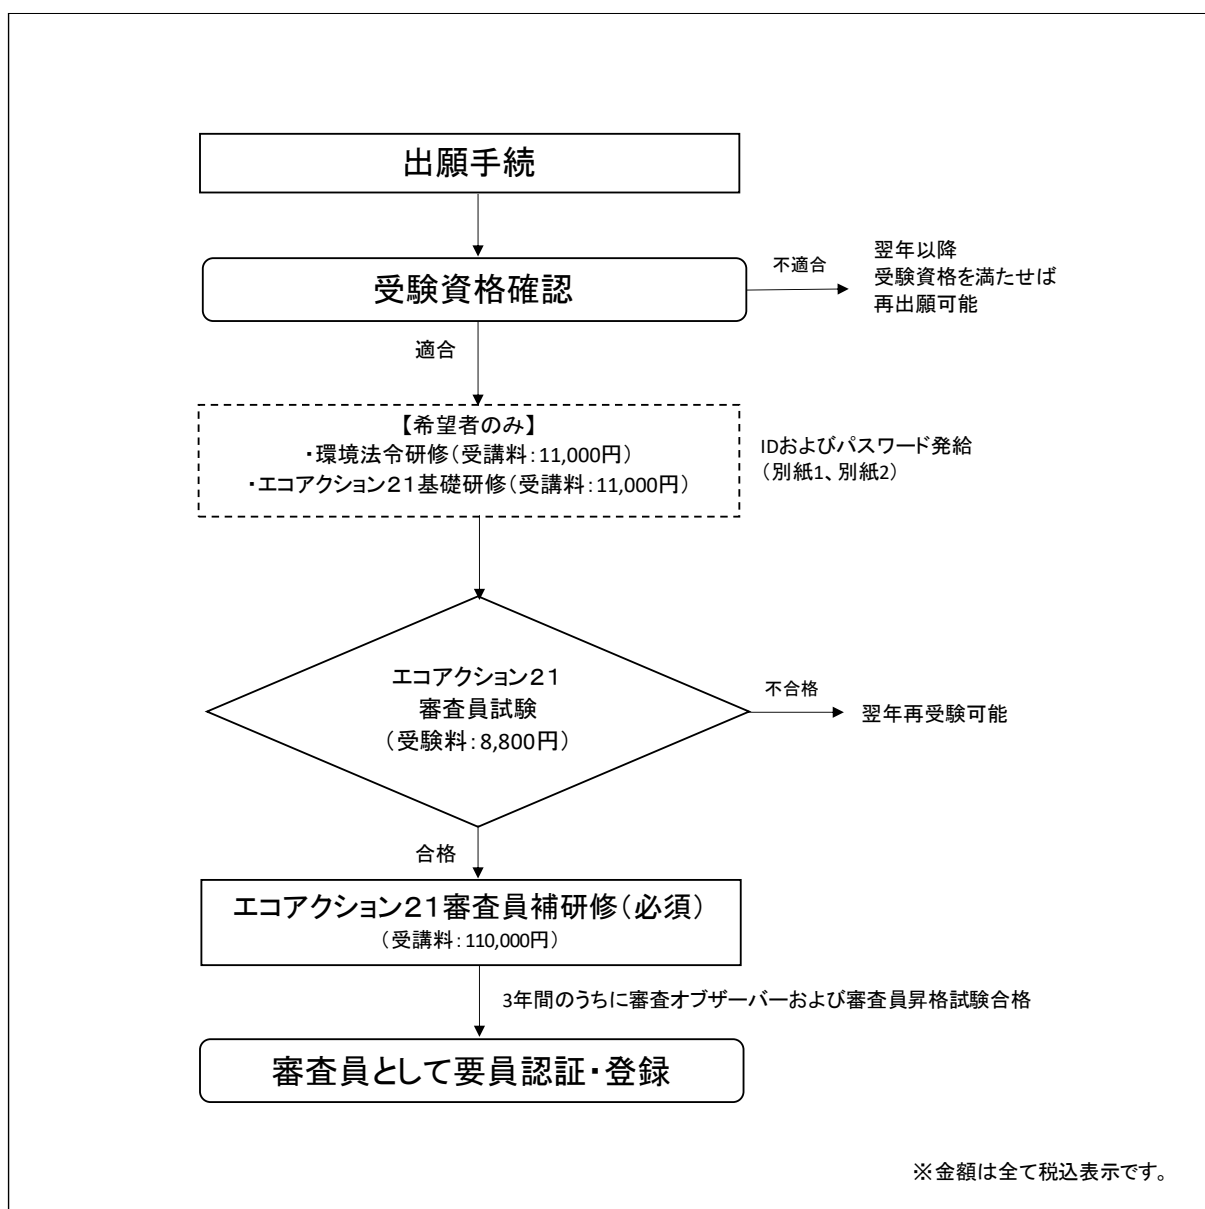 出願手続
受験資格確認
不適合
翌年以降
受験資格を満たせば
再出願可能
適合
【希望者のみ】
・環境法令研修（受講料：11,000円）
・エコアクション２１基礎研修（受講料：11,000円）
IDおよびパスワード発給
（別紙1、別紙2）
エコアクション２１
審査員試験
（受験料：8,800円）
不合格
翌年再受験可能
合格
エコアクション２１審査員補研修（必須）
（受講料：110,000円）
3年間のうちに審査オブザーバーおよび審査員昇格試験合格
審査員として要員認証・登録
※金額は全て税込表示です。